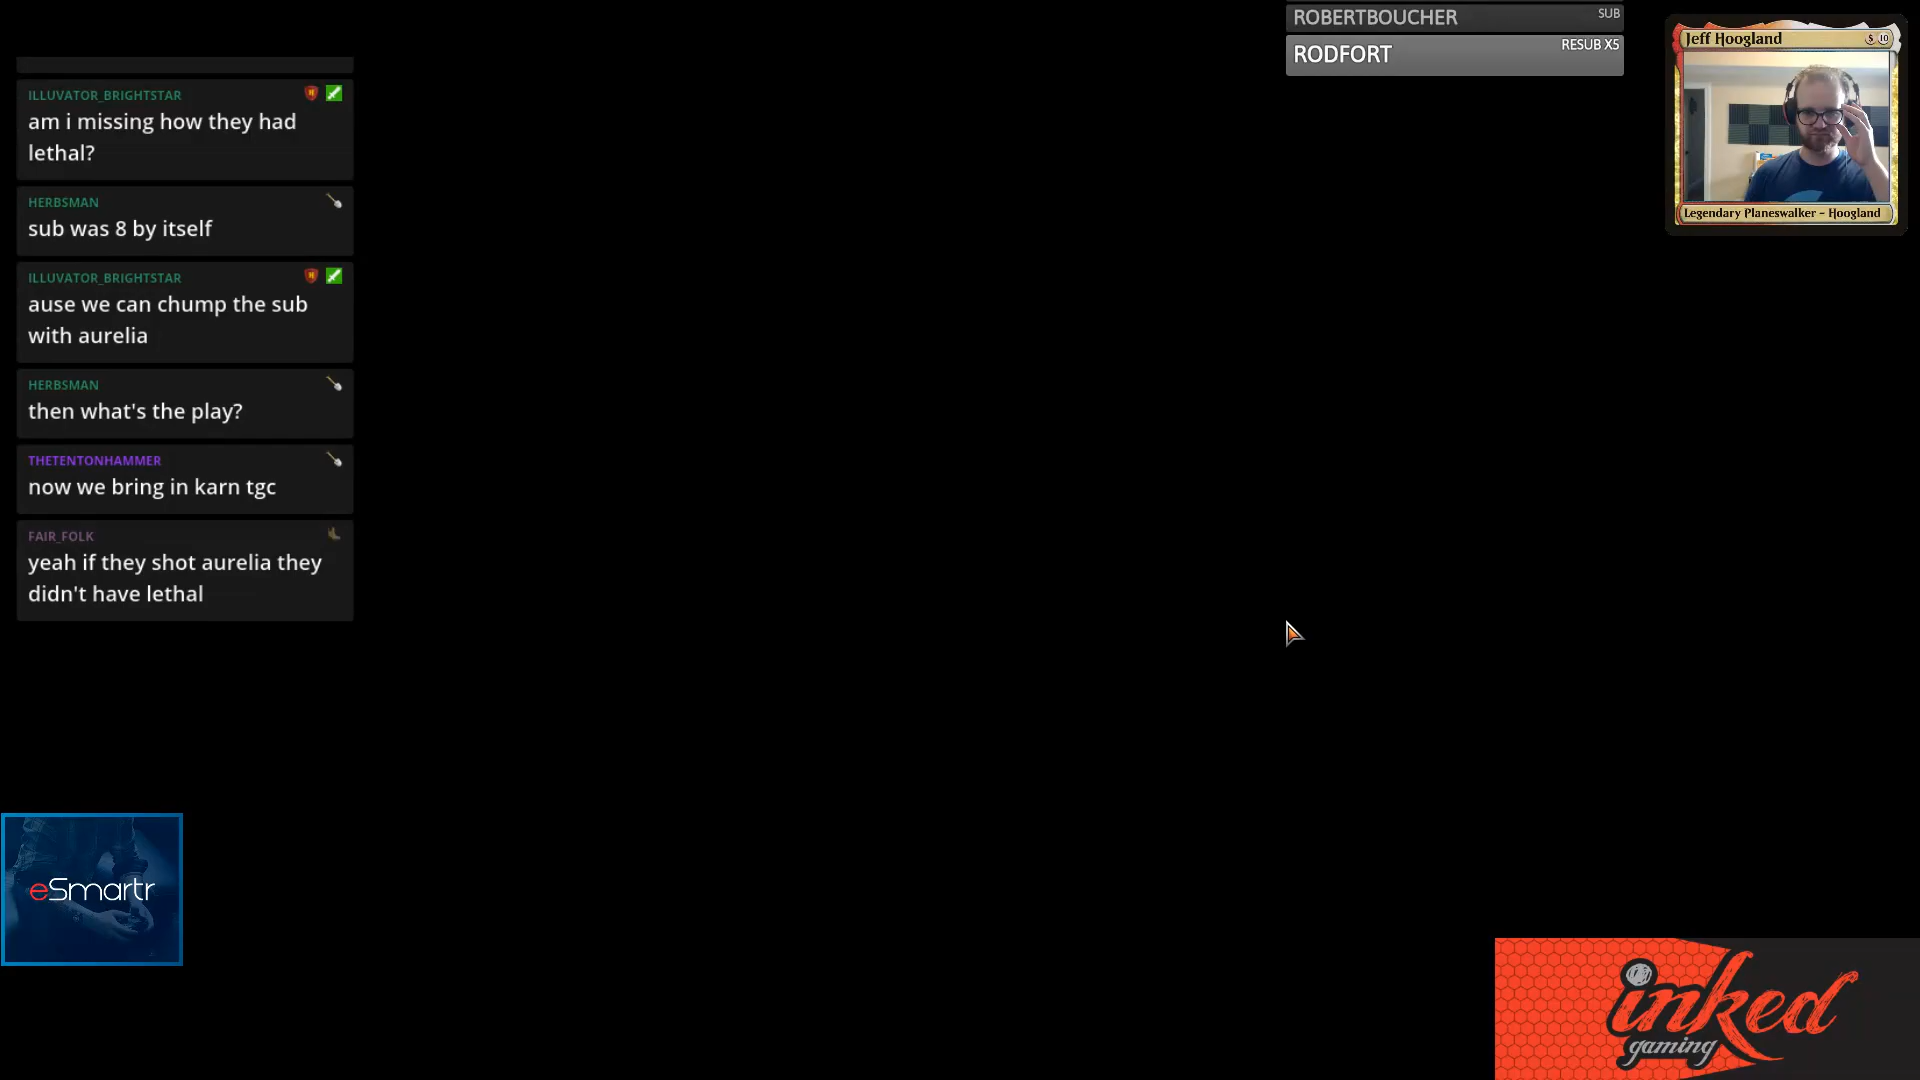 ROBERTBOUCHER SUB
RODFORT RESUB X5
Jeff Hoogland $ 10
Legendary Planeswalker - Hoogland
ILLUVATOR_BRIGHTSTAR
am i missing how they had
lethal?
HERBSMAN
sub was 8 by itself
ILLUVATOR_BRIGHTSTAR
ause we can chump the sub
with aurelia
HERBSMAN
then what's the play?
THETENTONHAMMER
now we bring in karn tgc
FAIR_FOLK
yeah if they shot aurelia they
didn't have lethal
eSmartr
inked
gaming